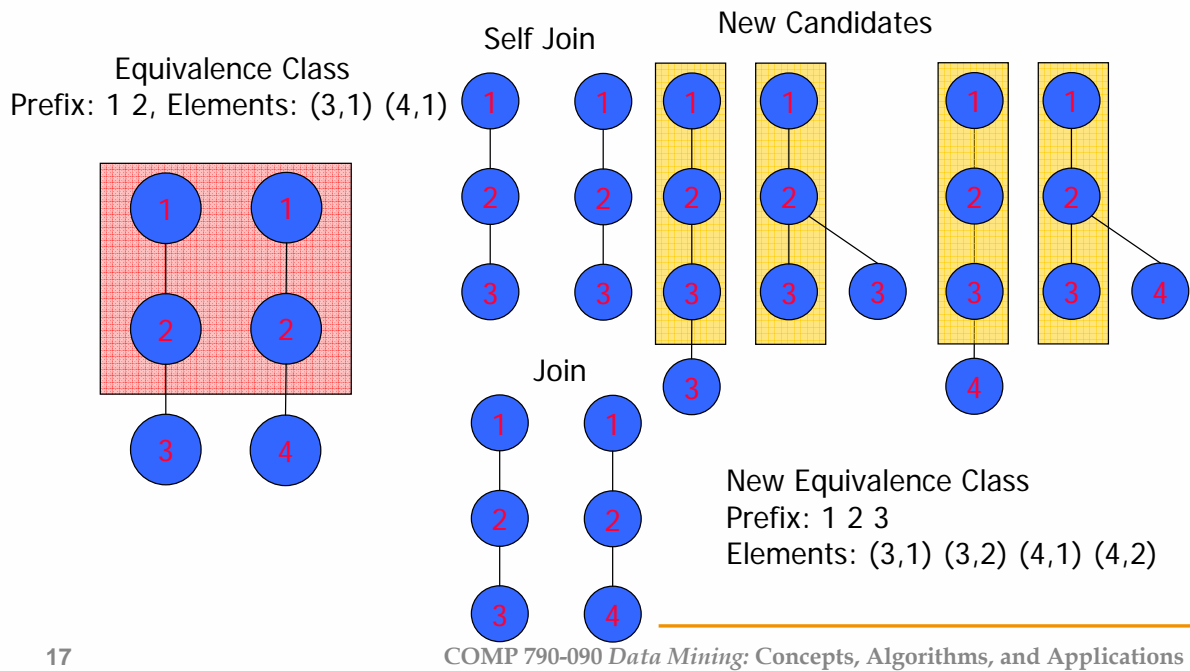 Equivalence Class
Prefix: 1 2, Elements: (3,1) (4,1)
1 1
2 2
3 4
Self Join
1 1
2 2
3 3
New Candidates
1 1 1 1
2 2 2 2
3 3 3 3 3 4
3 4
Join
1 1
2 2
3 4
New Equivalence Class
Prefix: 1 2 3
Elements: (3,1) (3,2) (4,1) (4,2)
17
COMP 790-090 Data Mining: Concepts, Algorithms, and Applications